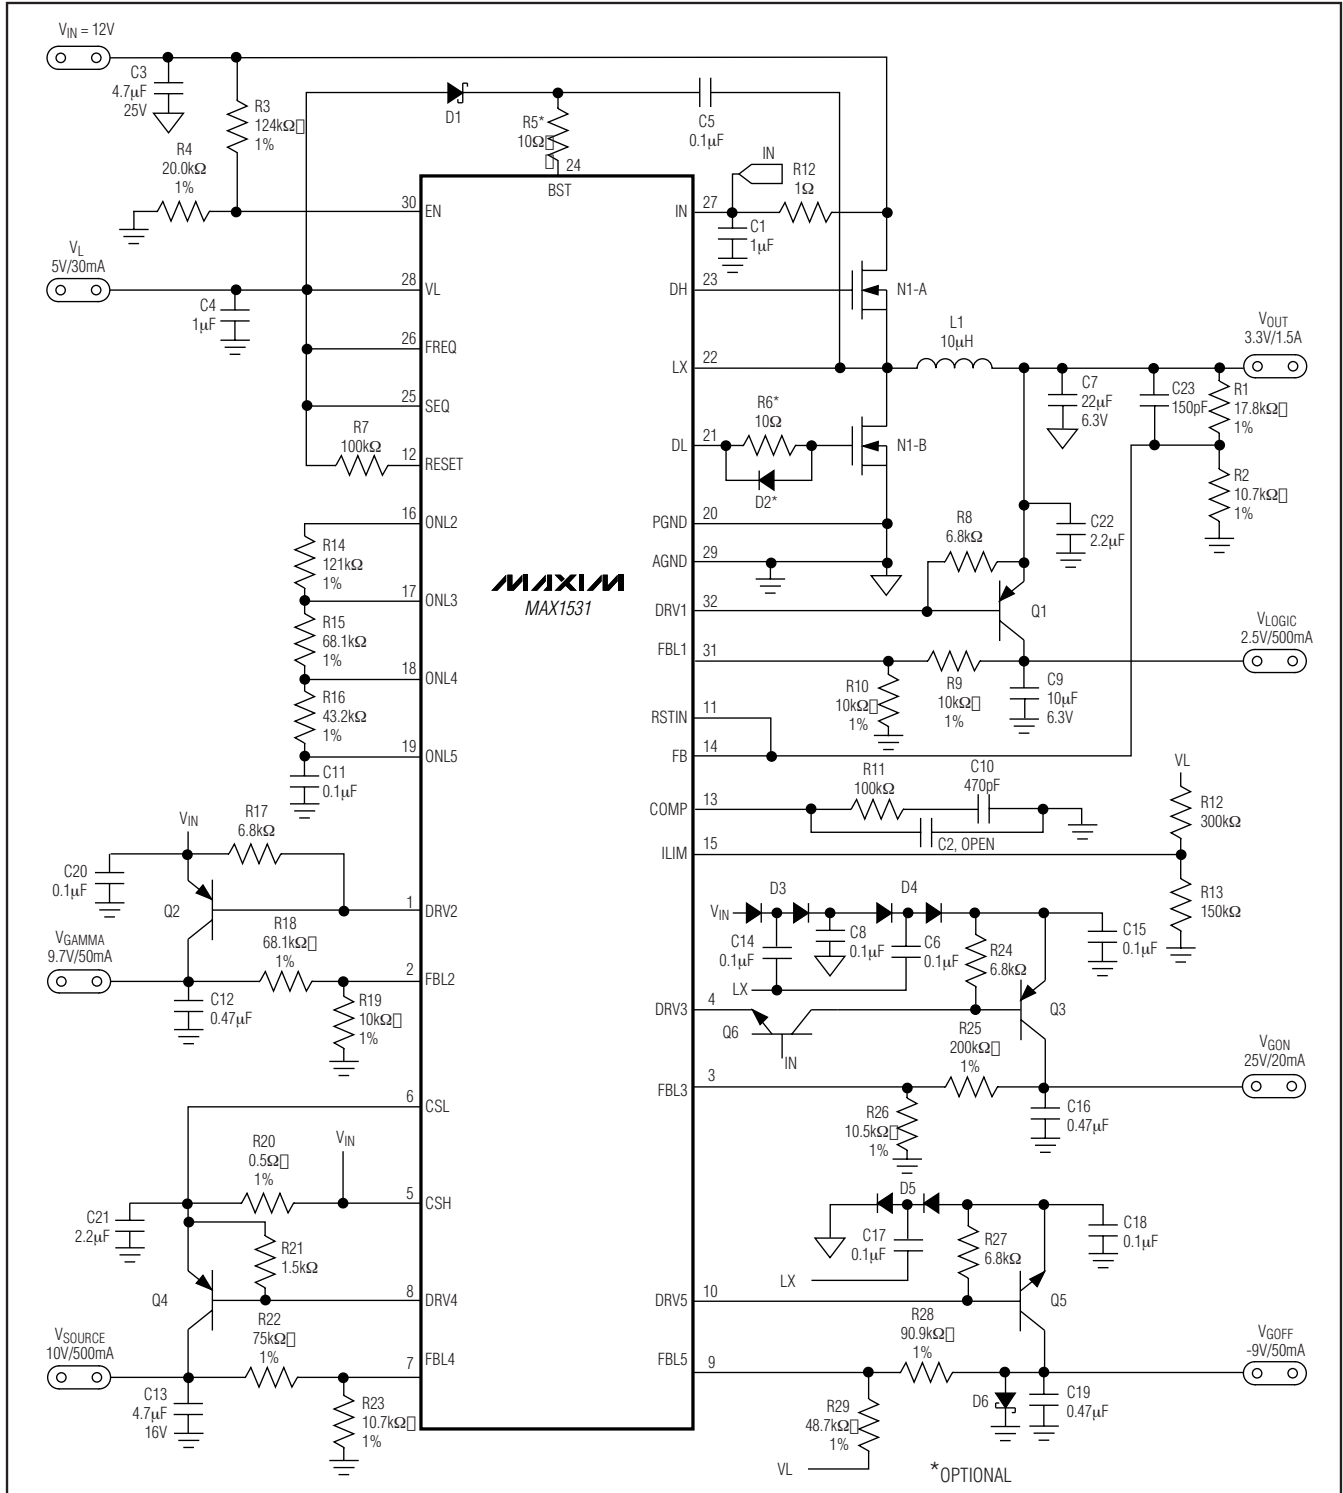 VIN = 12V
C3
4.7µF
25V
R3
124kΩ
1%
R4
20.0kΩ
1%
D1
R5*
10Ω
C5
0.1µF
24
BST
IN
R12
1Ω
30
EN
IN
27
C1
1µF
VL
5V/30mA
C4
1µF
28
VL
DH
23
N1-A
26
FREQ
LX
22
L1
10µH
VOUT
3.3V/1.5A
25
SEQ
R7
100kΩ
12
RESET
R6*
10Ω
DL
21
D2*
N1-B
C7
22µF
6.3V
C23
150pF
R1
17.8kΩ
1%
R2
10.7kΩ
1%
16
ONL2
PGND
20
R14
121kΩ
1%
AGND
29
R8
6.8kΩ
C22
2.2µF
MAXIM
MAX1531
17
ONL3
DRV1
32
Q1
R15
68.1kΩ
1%
VLOGIC
2.5V/500mA
FBL1
31
18
ONL4
R10
10kΩ
1%
R9
10kΩ
1%
C9
10µF
6.3V
R16
43.2kΩ
1%
RSTIN
11
19
ONL5
FB
14
C11
0.1µF
R11
100kΩ
C10
470pF
VL
COMP
13
R12
300kΩ
C2, OPEN
ILIM
15
VIN
R17
6.8kΩ
C20
0.1µF
R13
150kΩ
Q2
1
DRV2
VIN
D3
D4
C14
0.1µF
C8
0.1µF
C6
0.1µF
R24
6.8kΩ
C15
0.1µF
LX
R18
68.1kΩ
1%
VGAMMA
9.7V/50mA
2
FBL2
C12
0.47µF
R19
10kΩ
1%
DRV3
4
Q6
IN
Q3
R25
200kΩ
1%
VGON
25V/20mA
FBL3
3
R26
10.5kΩ
1%
C16
0.47µF
6
CSL
R20
0.5Ω
1%
VIN
5
CSH
C21
2.2µF
R21
1.5kΩ
D5
C17
0.1µF
R27
6.8kΩ
C18
0.1µF
LX
Q4
8
DRV4
DRV5
10
Q5
R22
75kΩ
1%
VSOURCE
10V/500mA
7
FBL4
R28
90.9kΩ
1%
VGOFF
-9V/50mA
FBL5
9
C13
4.7µF
16V
R23
10.7kΩ
1%
R29
48.7kΩ
1%
D6
C19
0.47µF
VL
*OPTIONAL